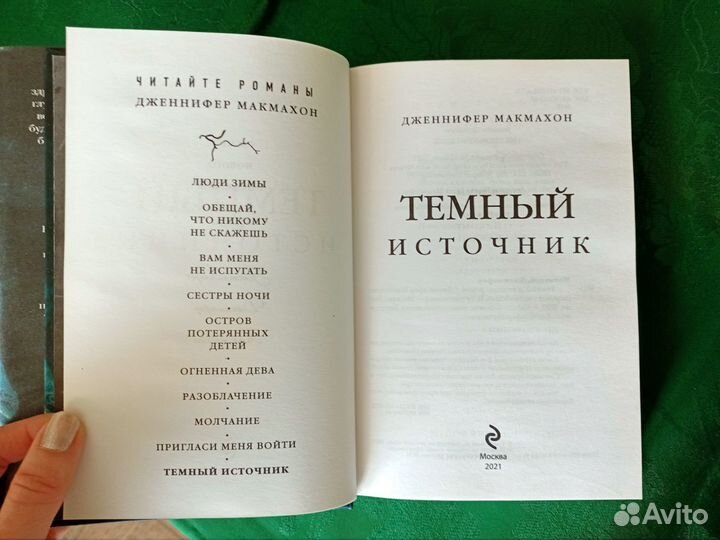 ЧИТАЙТЕ РОМАНЫ
ДЖЕННИФЕР МАКМАХОН
ЛЮДИ ЗИМЫ
•
ОБЕЩАЙ,
ЧТО НИКОМУ
НЕ СКАЖЕШЬ
•
ВАМ МЕНЯ
НЕ ИСПУГАТЬ
•
СЕСТРЫ НОЧИ
•
ОСТРОВ
ПОТЕРЯННЫХ
ДЕТЕЙ
•
ОГНЕННАЯ ДЕВА
•
РАЗОБЛАЧЕНИЕ
•
МОЛЧАНИЕ
•
ПРИГЛАСИ МЕНЯ ВОЙТИ
•
ТЕМНЫЙ ИСТОЧНИК
ДЖЕННИФЕР МАКМАХОН
ТЕМНЫЙ
ИСТОЧНИК
Москва
2021
Avito